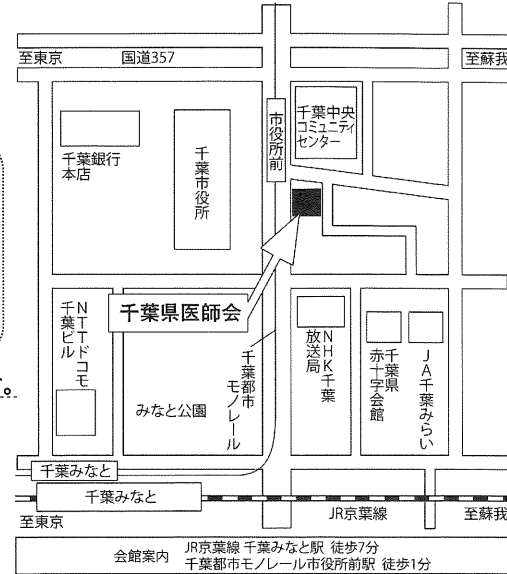 至東京
国道357
至蘇我
市役所前
千葉中央
コミュニティ
センター
千葉銀行
本店
千葉市役所
千葉県医師会
NTTドコモ
千葉ビル
みなと公園
千葉都市
モノレール
NHK千葉
放送局
千葉県
赤十字会館
JA千葉みらい
。
千葉みなと
千葉みなと
至東京
JR京葉線
至蘇我
会館案内
JR京葉線 千葉みなと駅 徒歩7分
千葉都市モノレール市役所前駅 徒歩1分